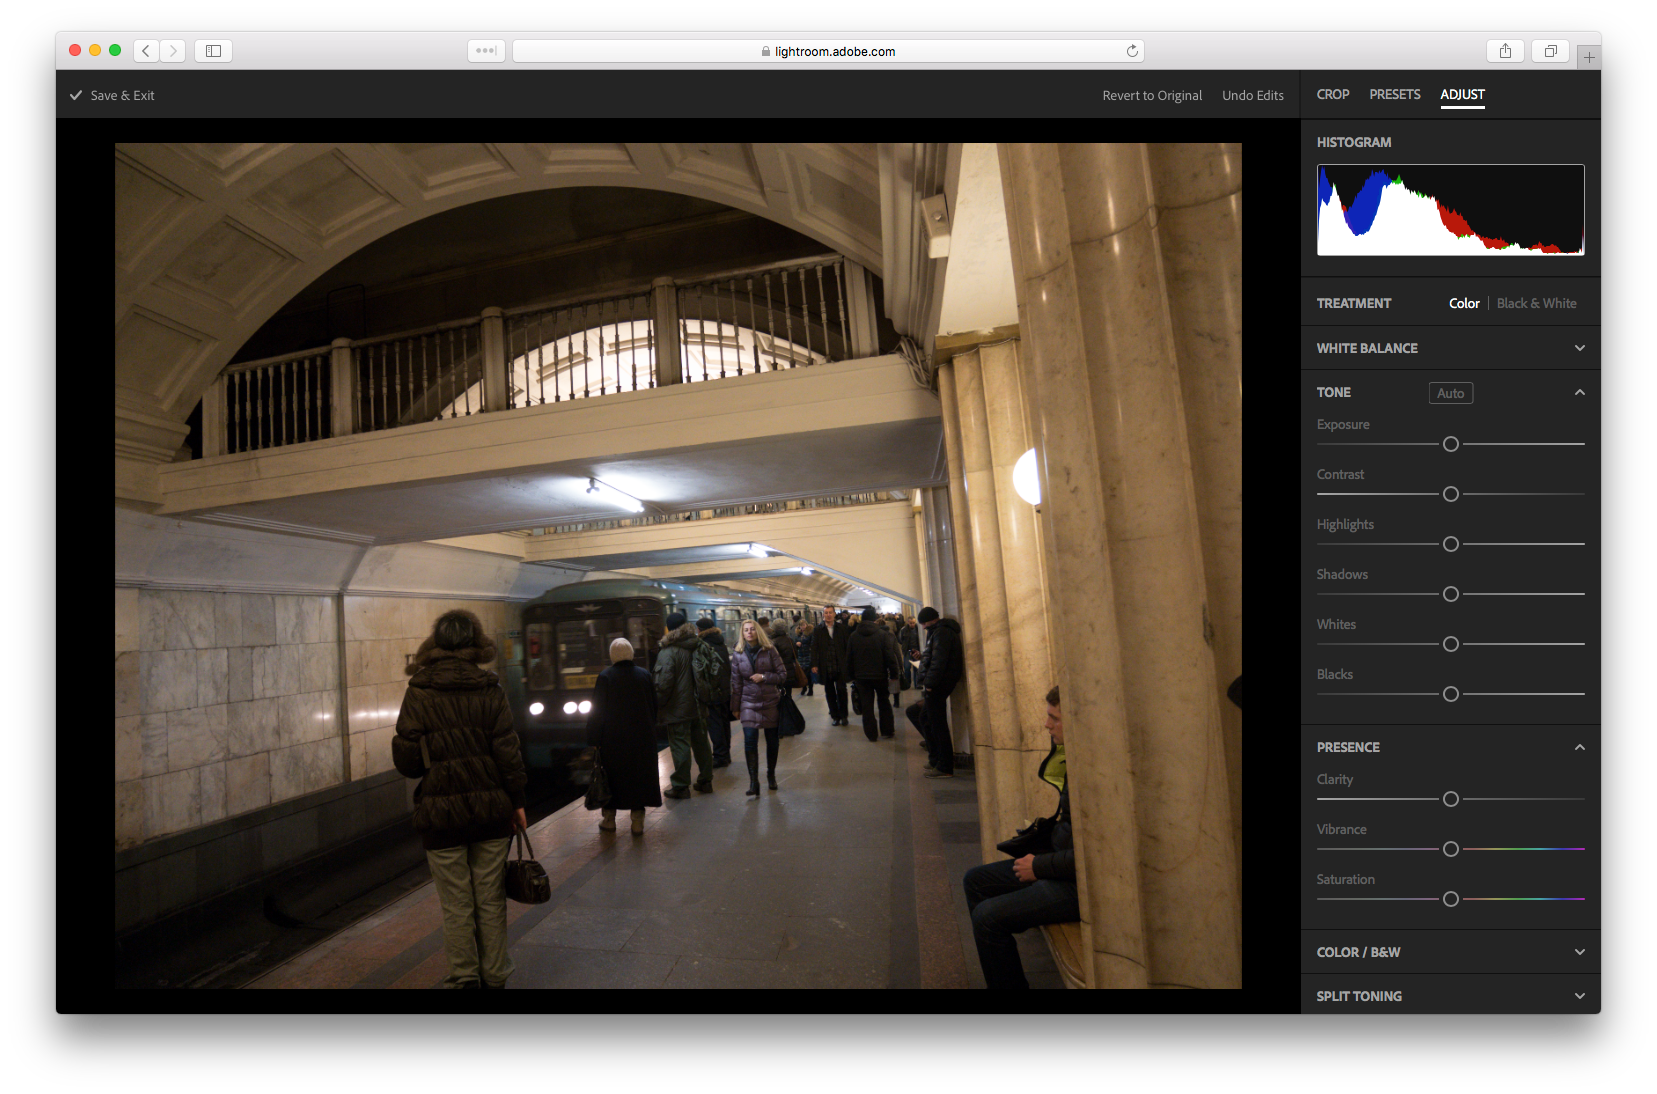 lightroom.adobe.com
Save & Exit
Revert to Original
Undo Edits
CROP
PRESETS
ADJUST
HISTOGRAM
TREATMENT
Color
Black & White
WHITE BALANCE
TONE
Auto
Exposure
Contrast
Highlights
Shadows
Whites
Blacks
PRESENCE
Clarity
Vibrance
Saturation
COLOR / B&W
SPLIT TONING